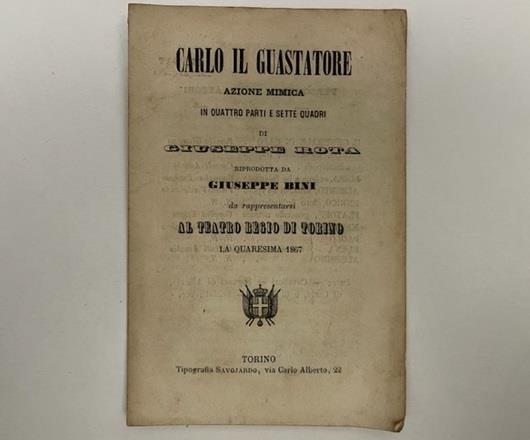 CARLO IL GUASTATORE
AZIONE MIMICA
IN QUATTRO PARTI E SETTE QUADRI
DI
GIUSEPPE ROTA
RIPRODOTTA DA
GIUSEPPE BINI
da rappresentarsi
AL TEATRO REGIO DI TORINO
LA QUARESIMA 1867
TORINO
Tipografia SAVOJARDO, via Carlo Alberto, 22